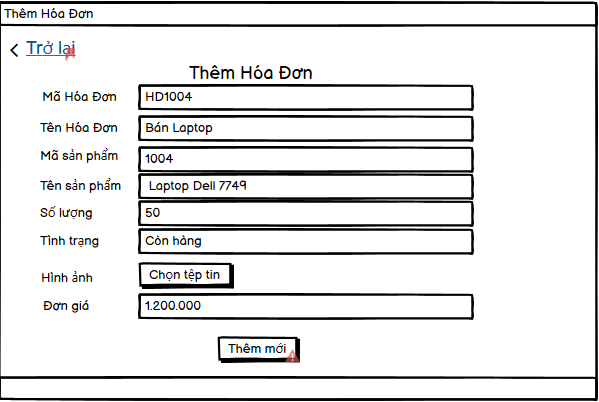 Thêm Hóa Đơn
Trở lại
Thêm Hóa Đơn
Mã Hóa Đơn HD1004
Tên Hóa Đơn Bán Laptop
Mã sản phẩm 1004
Tên sản phẩm Laptop Dell 7749
Số lượng 50
Tình trạng Còn hàng
Hình ảnh Chọn tệp tin
Đơn giá 1.200.000
Thêm mới